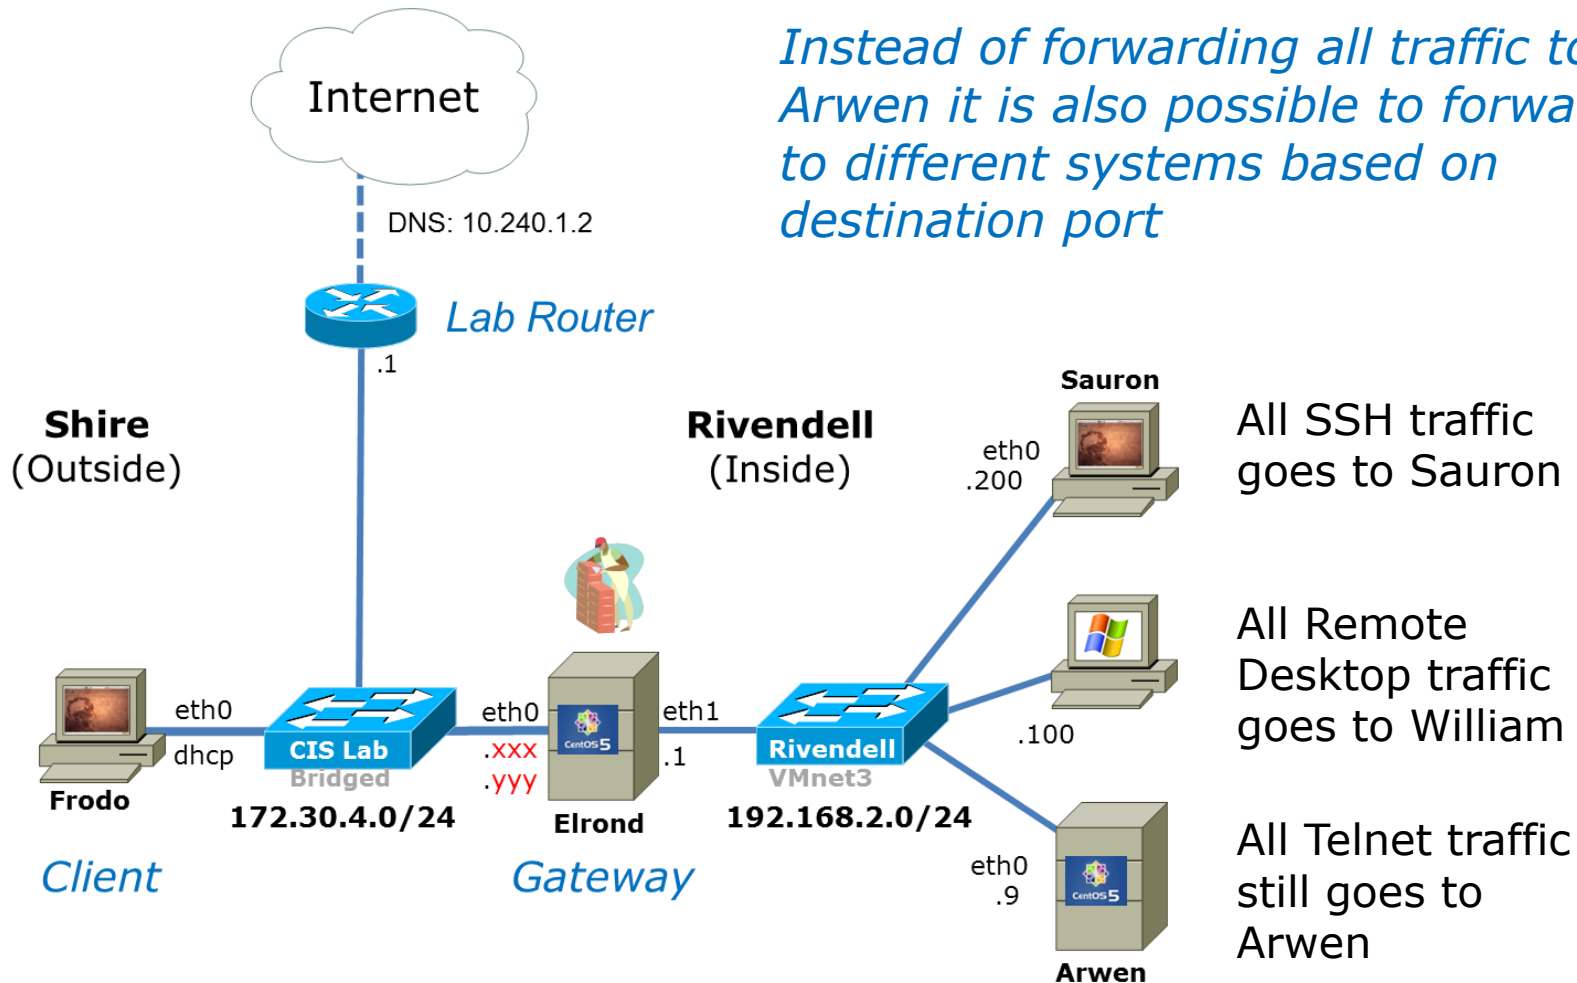 Instead of forwarding all traffic to
Arwen it is also possible to forwa
to different systems based on
destination port
Internet
DNS: 10.240.1.2
Lab Router
.1
Shire
(Outside)
Rivendell
(Inside)
Sauron
eth0
.200
All SSH traffic
goes to Sauron
All Remote
Desktop traffic
goes to William
.100
eth0
dhcp
Frodo
Client
CIS Lab
Bridged
172.30.4.0/24
eth0
.xxx
.yyy
CentOS 5
eth1
.1
Elrond
Gateway
Rivendell
VMnet3
192.168.2.0/24
eth0
.9
CentOS 5
Arwen
All Telnet traffic
still goes to
Arwen